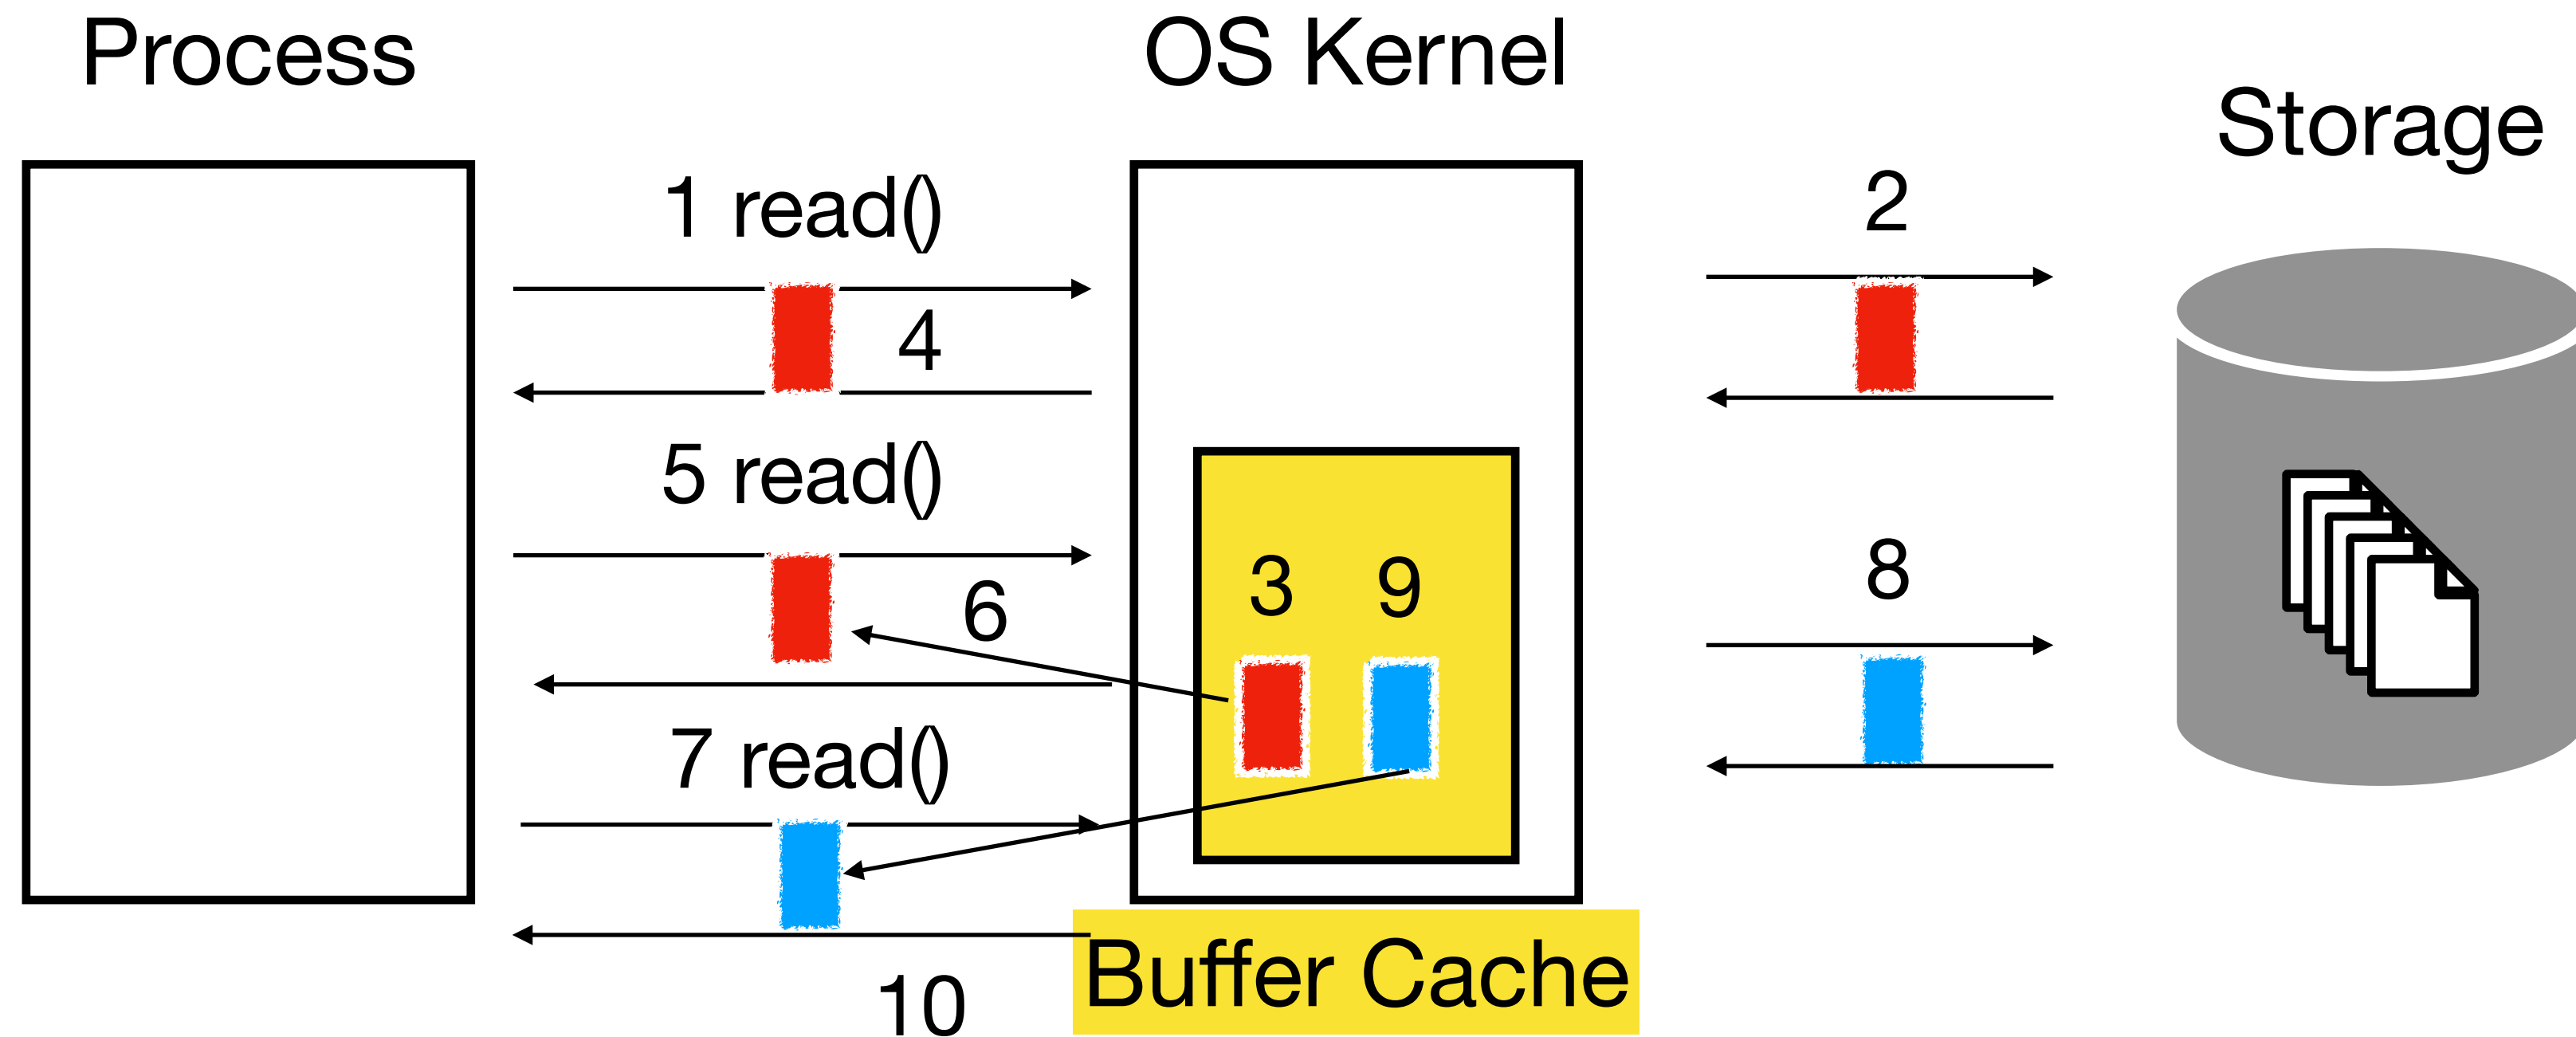 Process
OS Kernel
Storage
1 read()
2
4
5 read()
6
3
9
8
7 read()
10
Buffer Cache